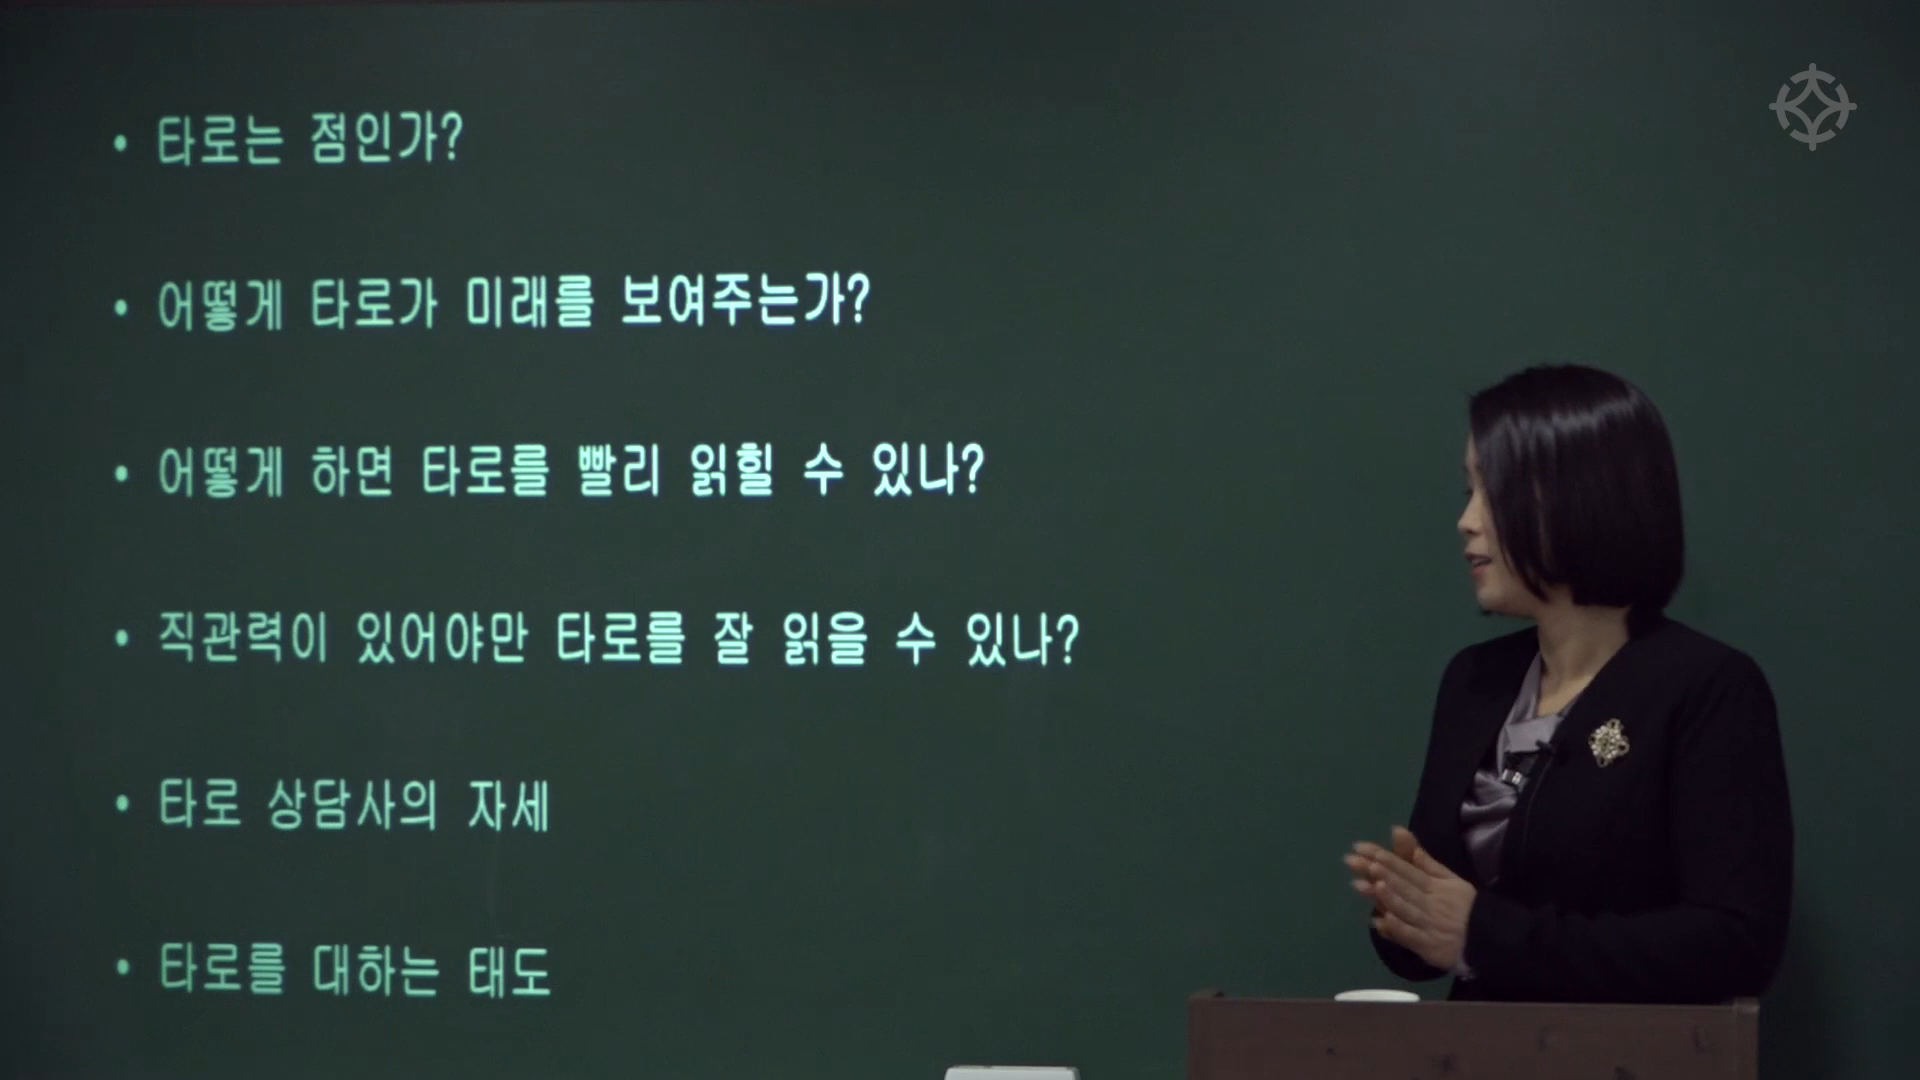 • 타로는 점인가?
• 어떻게 타로가 미래를 보여주는가?
• 어떻게 하면 타로를 빨리 읽힐 수 있나?
• 직관력이 있어야만 타로를 잘 읽을 수 있나?
• 타로 상담사의 자세
• 타로를 대하는 태도